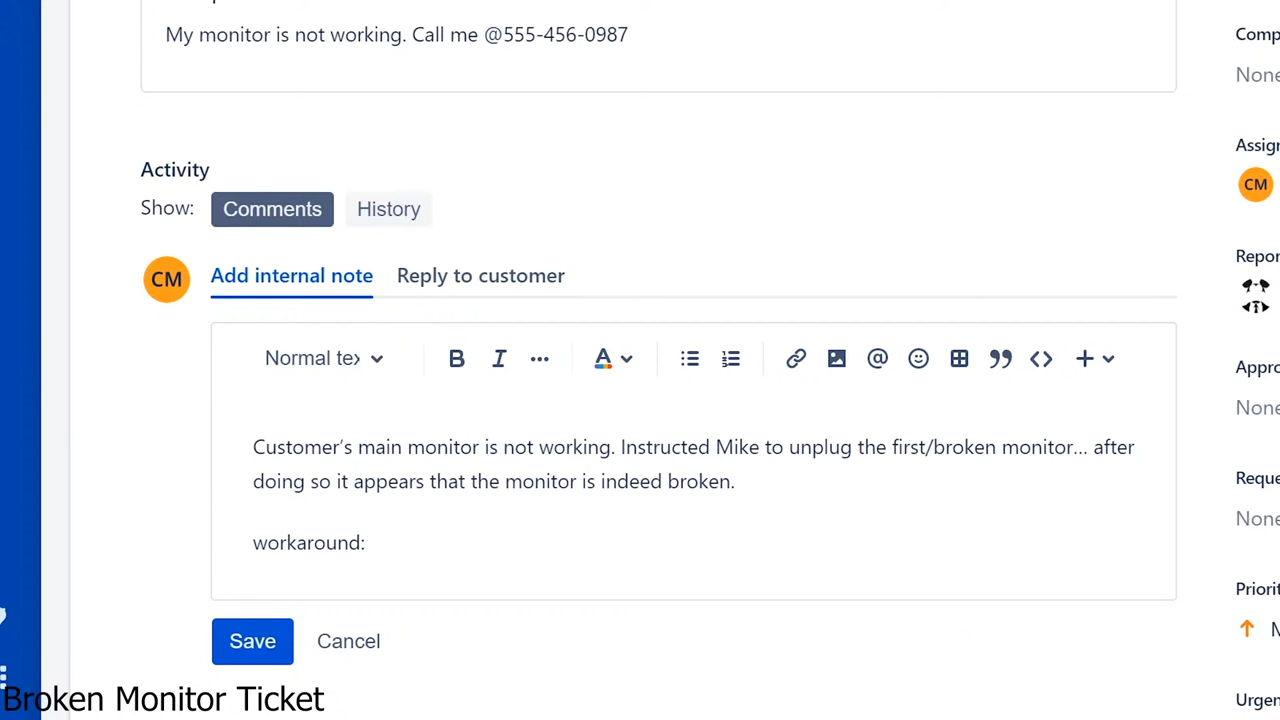 My monitor is not working. Call me @555-456-0987
Comp
None
Activity
Assign
Show: Comments History
CM
CM
Add internal note Reply to customer
Repor
Normal tex
B I ... A
Appro
None
Customer's main monitor is not working. Instructed Mike to unplug the first/broken monitor... after
doing so it appears that the monitor is indeed broken.
Reque
None
workaround:
Priorit
M
Save Cancel
Urgen
Broken Monitor Ticket